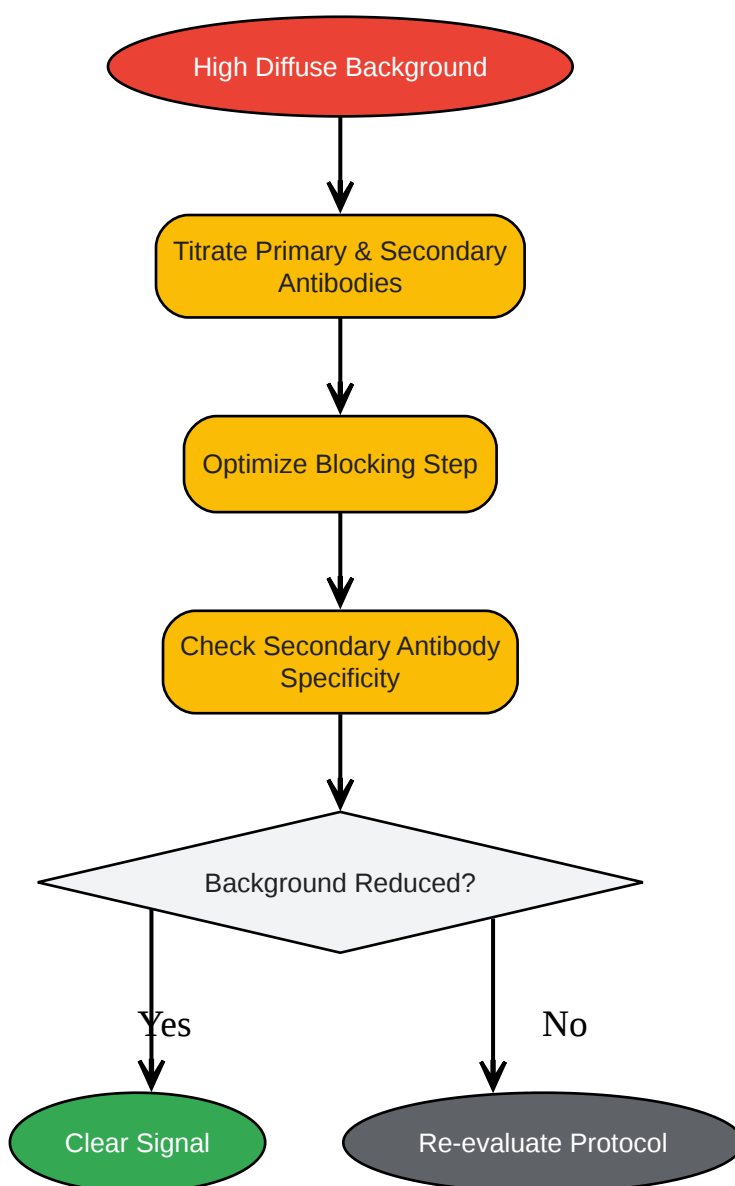 High Diffuse Background
Titrate Primary & Secondary
Antibodies
Optimize Blocking Step
Check Secondary Antibody
Specificity
Background Reduced?
Yes
No
Clear Signal
Re-evaluate Protocol